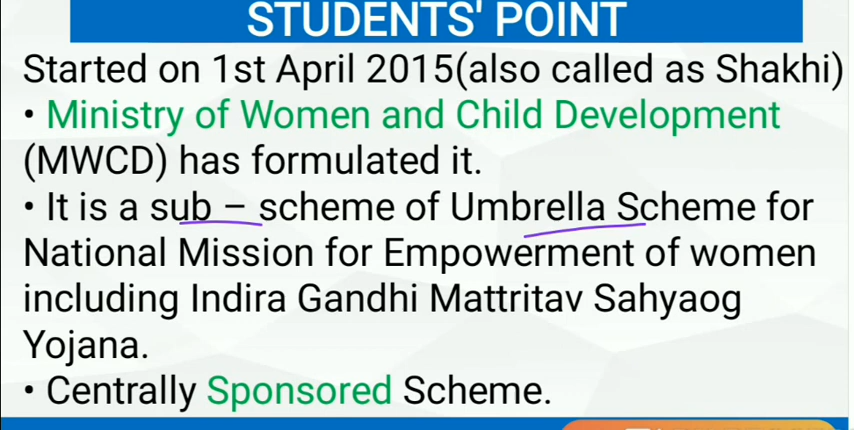 STUDENTS' POINT
Started on 1st April 2015(also called as Shakhi)
• Ministry of Women and Child Development
(MWCD) has formulated it.
• It is a sub – scheme of Umbrella Scheme for
National Mission for Empowerment of women
including Indira Gandhi Mattritav Sahyaog
Yojana.
• Centrally Sponsored Scheme.